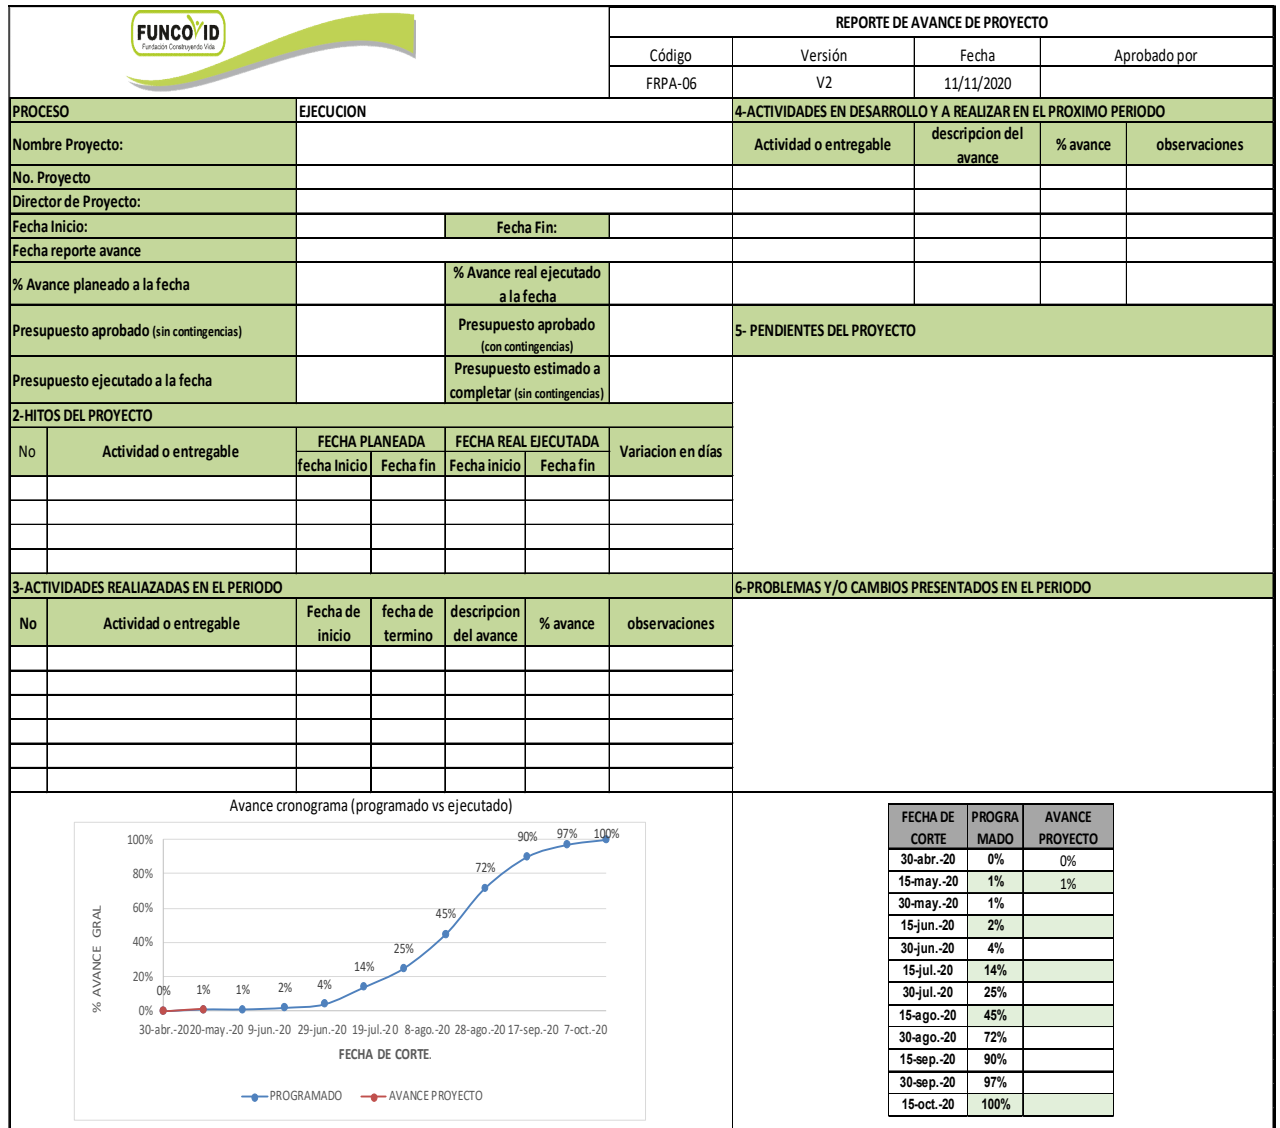 FUNCOVID
Fundación Construyendo Vida
REPORTE DE AVANCE DE PROYECTO
Código Versión Fecha Aprobado por
FRPA-06 V2 11/11/2020
PROCESO EJECUCION
Nombre Proyecto:
No. Proyecto
Director de Proyecto:
Fecha Inicio: Fecha Fin:
Fecha reporte avance
% Avance planeado a la fecha % Avance real ejecutado
a la fecha
Presupuesto aprobado (sin contingencias) Presupuesto aprobado
(con contingencias)
Presupuesto ejecutado a la fecha Presupuesto estimado a
completar (sin contingencias)
4-ACTIVIDADES EN DESARROLLO Y A REALIZAR EN EL PROXIMO PERIODO
Actividad o entregable descripcion del
avance % avance observaciones
5- PENDIENTES DEL PROYECTO
2-HITOS DEL PROYECTO
No Actividad o entregable FECHA PLANEADA FECHA REAL EJECUTADA Variacion en días
fecha Inicio Fecha fin Fecha inicio Fecha fin
3-ACTIVIDADES REALIAZADAS EN EL PERIODO
No Actividad o entregable Fecha de
inicio fecha de
termino descripcion
del avance % avance observaciones
6-PROBLEMAS Y/O CAMBIOS PRESENTADOS EN EL PERIODO
Avance cronograma (programado vs ejecutado)
% AVANCE GRAL
100%
80%
60%
40%
20%
0%
0% 1% 1% 2% 4% 14% 25% 45% 72% 90% 97% 100%
30-abr.-20 20-may.-20 9-jun.-20 29-jun.-20 19-jul.-20 8-ago.-20 28-ago.-20 17-sep.-20 7-oct.-20
FECHA DE CORTE.
PROGRAMADO AVANCE PROYECTO
FECHA DE
CORTE PROGRA
MADO AVANCE
PROYECTO
30-abr.-20 0% 0%
15-may.-20 1% 1%
30-may.-20 1%
15-jun.-20 2%
30-jun.-20 4%
15-jul.-20 14%
30-jul.-20 25%
15-ago.-20 45%
30-ago.-20 72%
15-sep.-20 90%
30-sep.-20 97%
15-oct.-20 100%